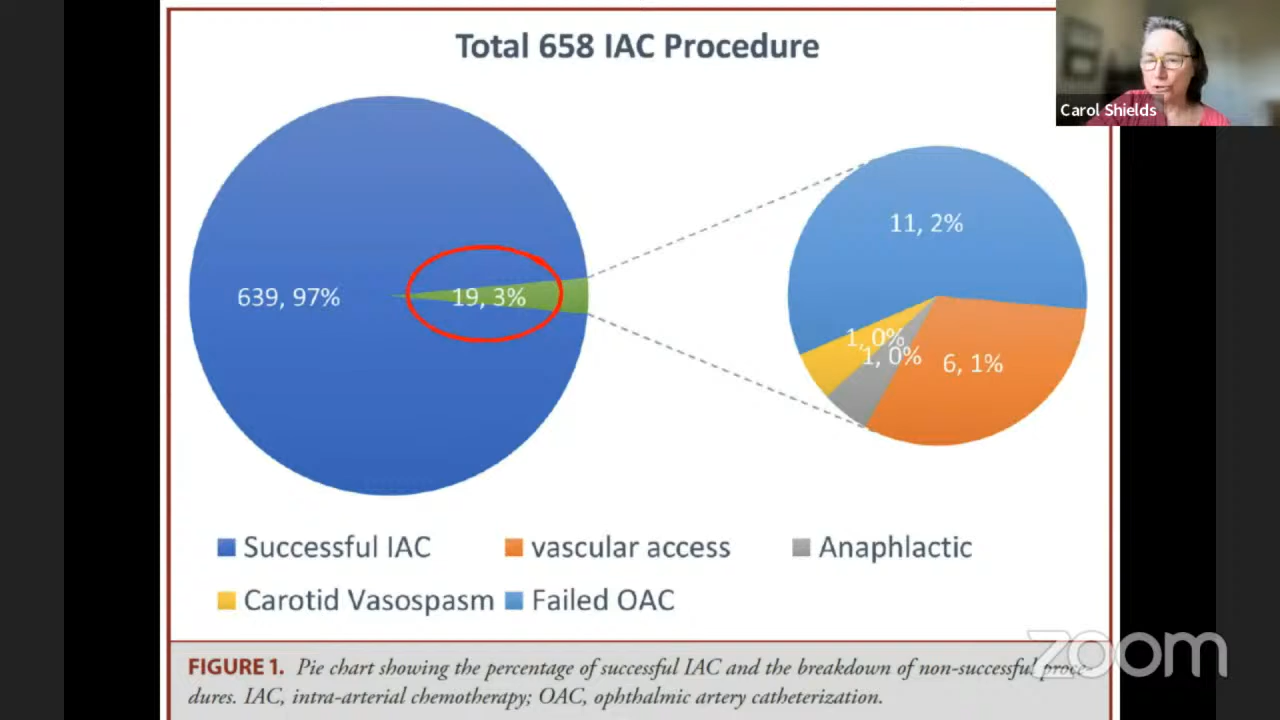 Total 658 IAC Procedure
Carol Shields
639, 97%
19, 3%
11, 2%
1, 0%
1, 0%
6, 1%
Successful IAC
vascular access
Anaphlactic
Carotid Vasospasm
Failed OAC
FIGURE 1. Pie chart showing the percentage of successful IAC and the breakdown of non-successful proce-
dures. IAC, intra-arterial chemotherapy; OAC, ophthalmic artery catheterization.
zoom